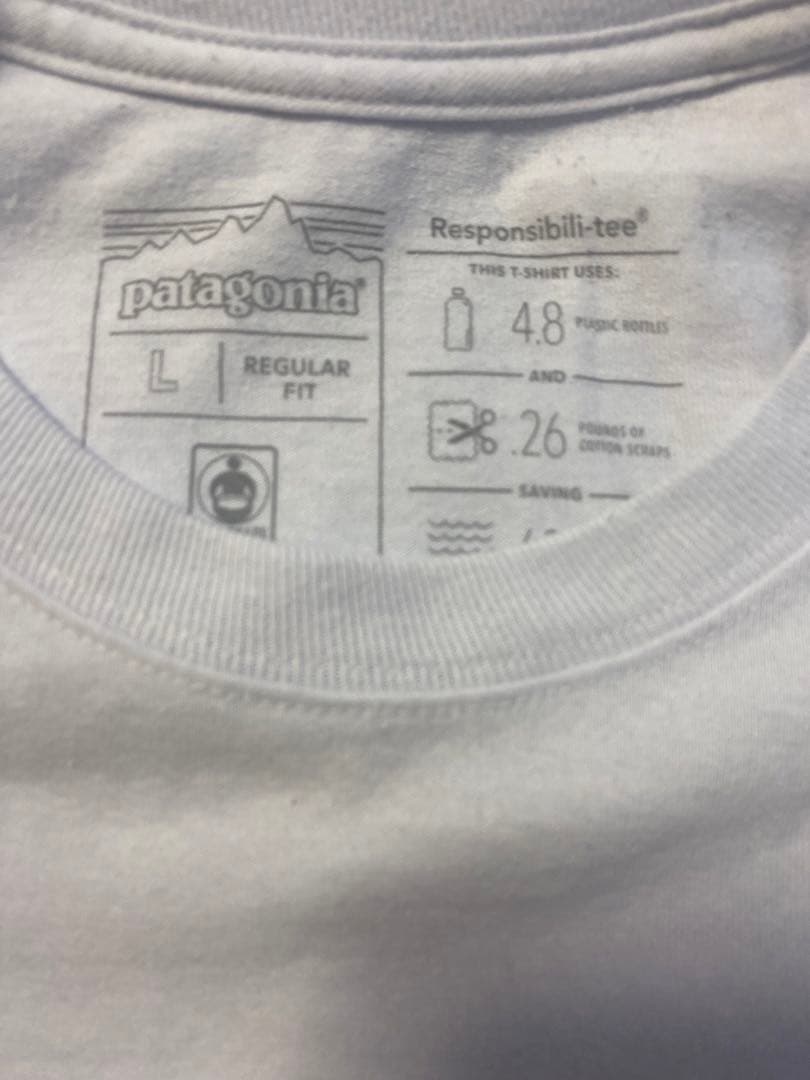 patagonia®
L
REGULAR
FIT
Responsibili-tee®
THIS T-SHIRT USES:
4.8 PLASTIC BOTTLES
AND
.26 POUNDS OF
COTTON SCRAPS
SAVING